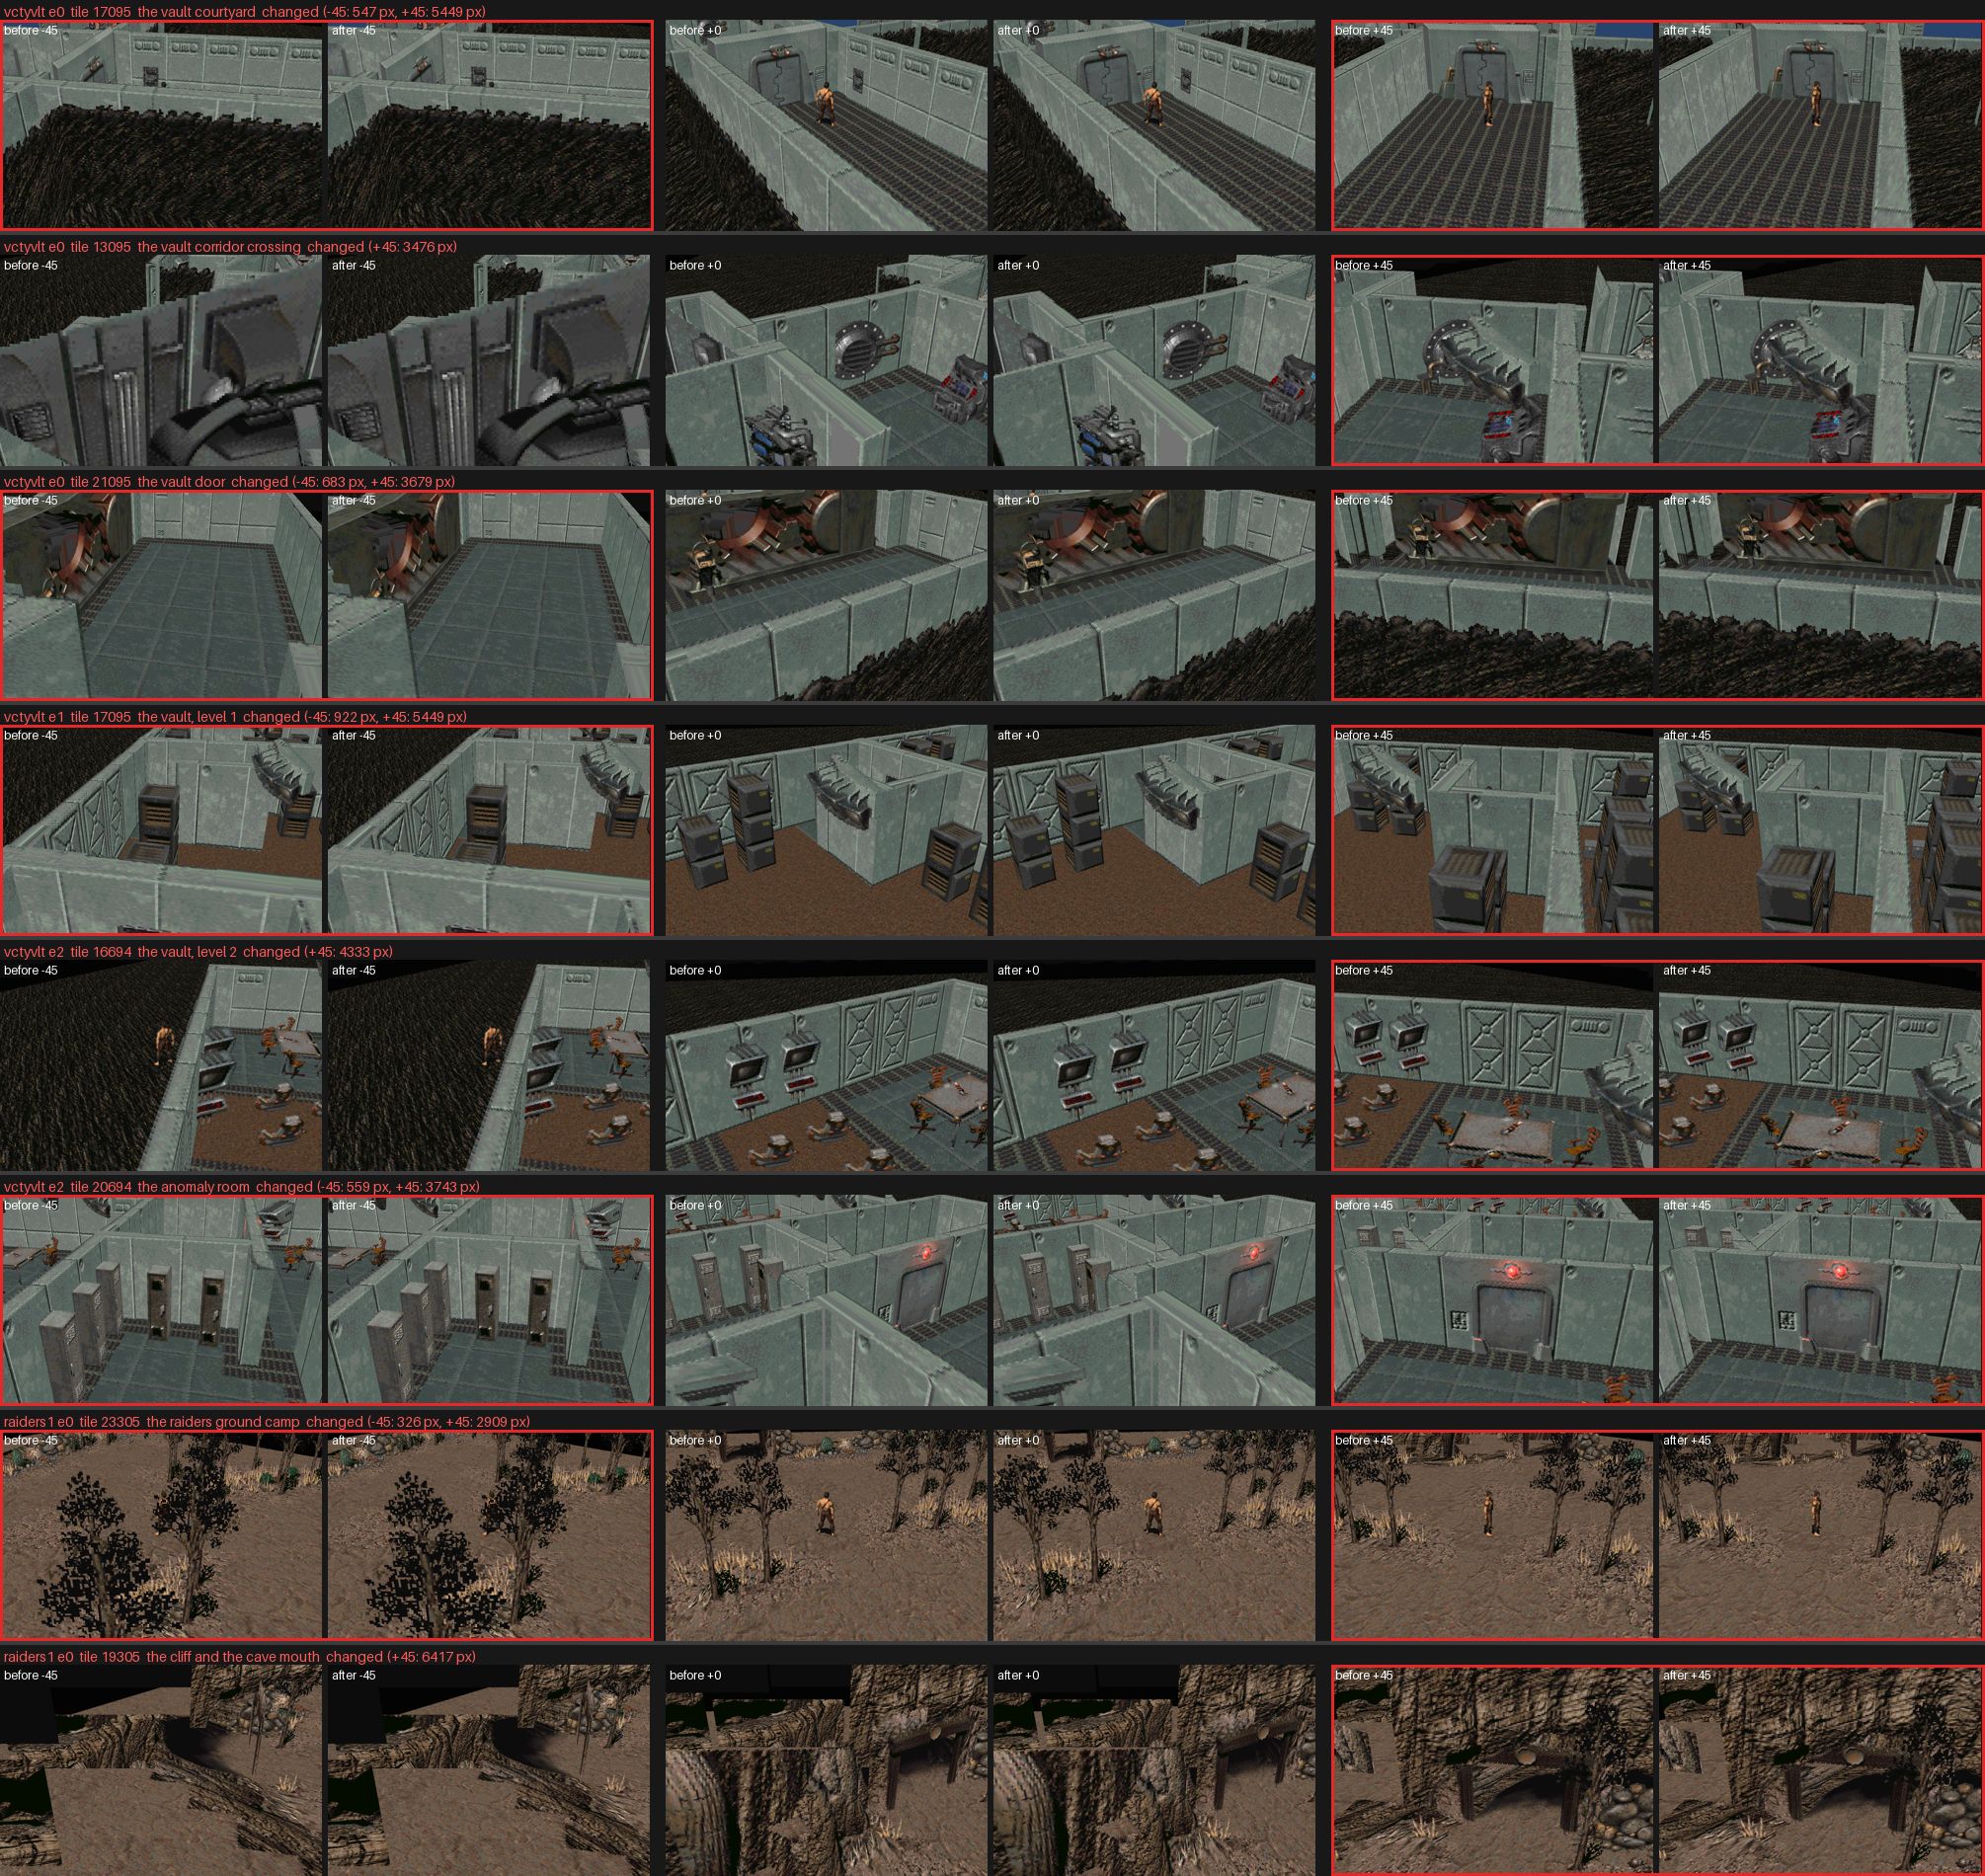 vctyvlt e0 tile 17095 the vault courtyard changed (-45: 547 px, +45: 5449 px)
before -45 after -45 before +0 after +0 before +45 after +45
vctyvlt e0 tile 13095 the vault corridor crossing changed (+45: 3476 px)
before -45 after -45 before +0 after +0 before +45 after +45
vctyvlt e0 tile 21095 the vault door changed (-45: 683 px, +45: 3679 px)
before -45 after -45 before +0 after +0 before +45 after +45
vctyvlt e1 tile 17095 the vault, level 1 changed (-45: 922 px, +45: 5449 px)
before -45 after -45 before +0 after +0 before +45 after +45
vctyvlt e2 tile 16694 the vault, level 2 changed (+45: 4333 px)
before -45 after -45 before +0 after +0 before +45 after +45
vctyvlt e2 tile 20694 the anomaly room changed (-45: 559 px, +45: 3743 px)
before -45 after -45 before +0 after +0 before +45 after +45
raiders1 e0 tile 23305 the raiders ground camp changed (-45: 326 px, +45: 2909 px)
before -45 after -45 before +0 after +0 before +45 after +45
raiders1 e0 tile 19305 the cliff and the cave mouth changed (+45: 6417 px)
before -45 after -45 before +0 after +0 before +45 after +45